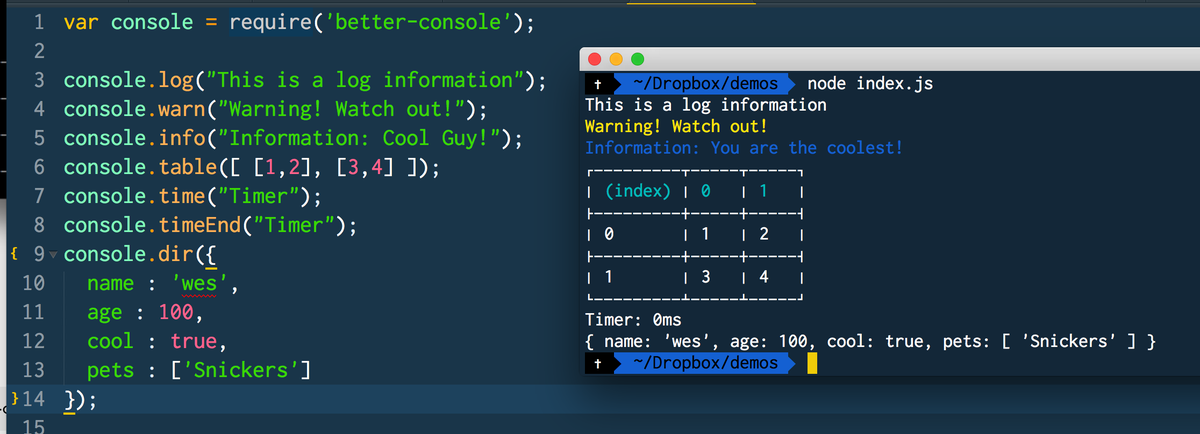 1 var console = require('better-console');
2
3 console.log("This is a log information");
4 console.warn("Warning! Watch out!");
5 console.info("Information: Cool Guy!");
6 console.table([ [1,2], [3,4] ]);
7 console.time("Timer");
8 console.timeEnd("Timer");
{ 9 console.dir({
10 name : 'wes',
11 age : 100,
12 cool : true,
13 pets : ['Snickers']
}14 });
15
† ~/Dropbox/demos node index.js
This is a log information
Warning! Watch out!
Information: You are the coolest!
(index) | 0 | 1
0 | 1 | 2
1 | 3 | 4
Timer: 0ms
{ name: 'wes', age: 100, cool: true, pets: [ 'Snickers' ] }
† ~/Dropbox/demos